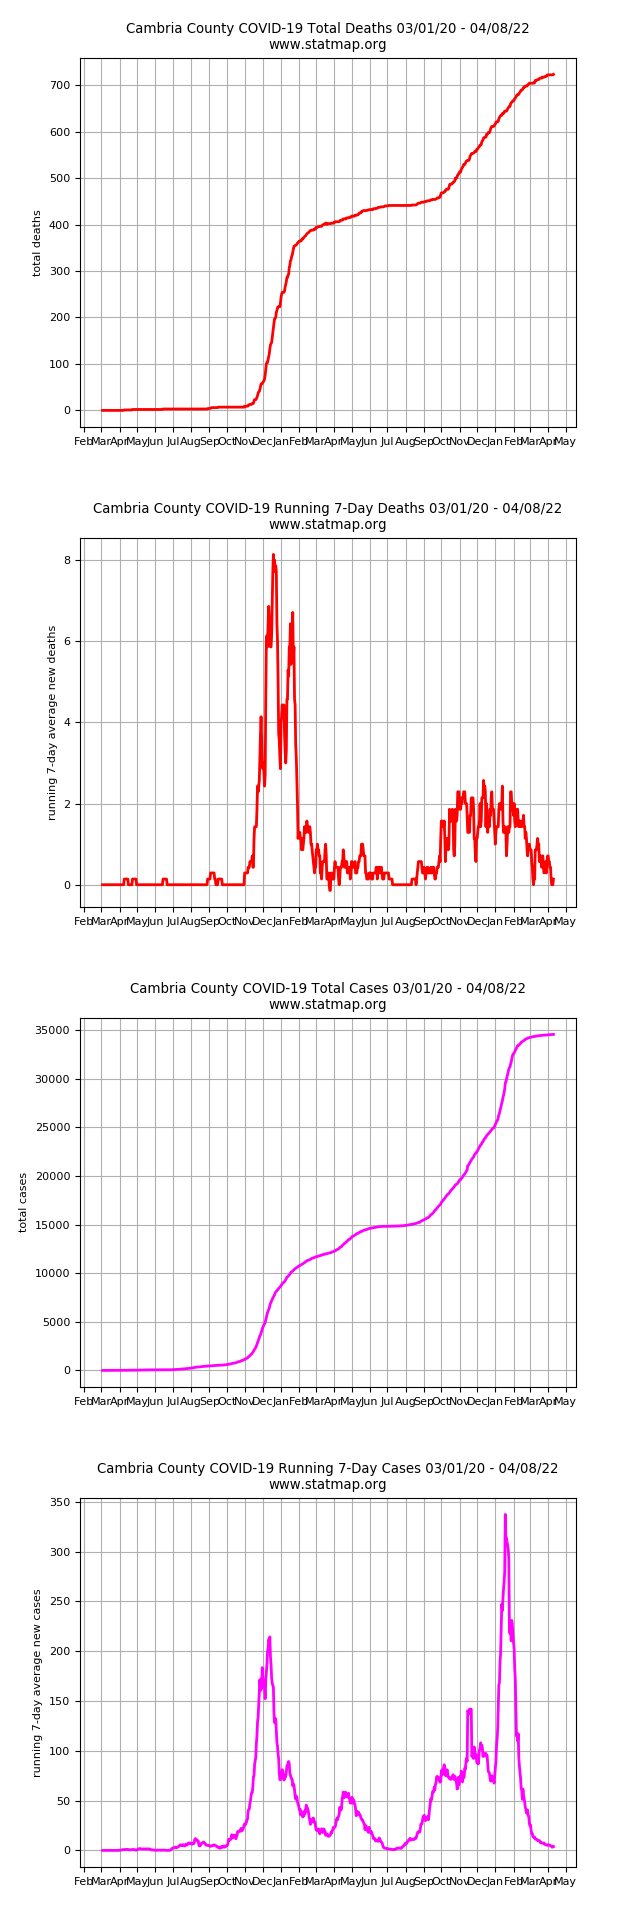 Cambria County COVID-19 Total Deaths 03/01/20 - 04/08/22
www.statmap.org
700
600
500
400
300
200
100
0
total deaths
Feb Mar Apr May Jun Jul Aug Sep Oct Nov Dec Jan Feb Mar Apr May Jun Jul Aug Sep Oct Nov Dec Jan Feb Mar Apr May
Cambria County COVID-19 Running 7-Day Deaths 03/01/20 - 04/08/22
www.statmap.org
8
6
4
2
0
running 7-day average new deaths
Feb Mar Apr May Jun Jul Aug Sep Oct Nov Dec Jan Feb Mar Apr May Jun Jul Aug Sep Oct Nov Dec Jan Feb Mar Apr May
Cambria County COVID-19 Total Cases 03/01/20 - 04/08/22
www.statmap.org
35000
30000
25000
20000
15000
10000
5000
0
total cases
Feb Mar Apr May Jun Jul Aug Sep Oct Nov Dec Jan Feb Mar Apr May Jun Jul Aug Sep Oct Nov Dec Jan Feb Mar Apr May
Cambria County COVID-19 Running 7-Day Cases 03/01/20 - 04/08/22
www.statmap.org
350
300
250
200
150
100
50
0
running 7-day average new cases
Feb Mar Apr May Jun Jul Aug Sep Oct Nov Dec Jan Feb Mar Apr May Jun Jul Aug Sep Oct Nov Dec Jan Feb Mar Apr May